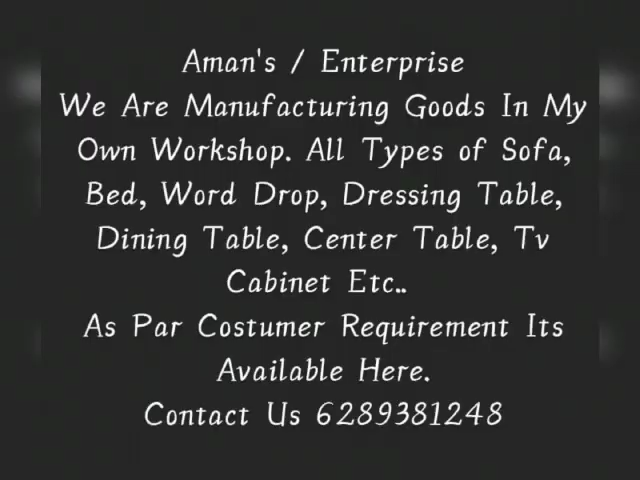 Aman's / Enterprise
We Are Manufacturing Goods In My
Own Workshop. All Types of Sofa,
Bed, Word Drop, Dressing Table,
Dining Table, Center Table, Tv
Cabinet Etc..
As Par Costumer Requirement Its
Available Here.
Contact Us 6289381248